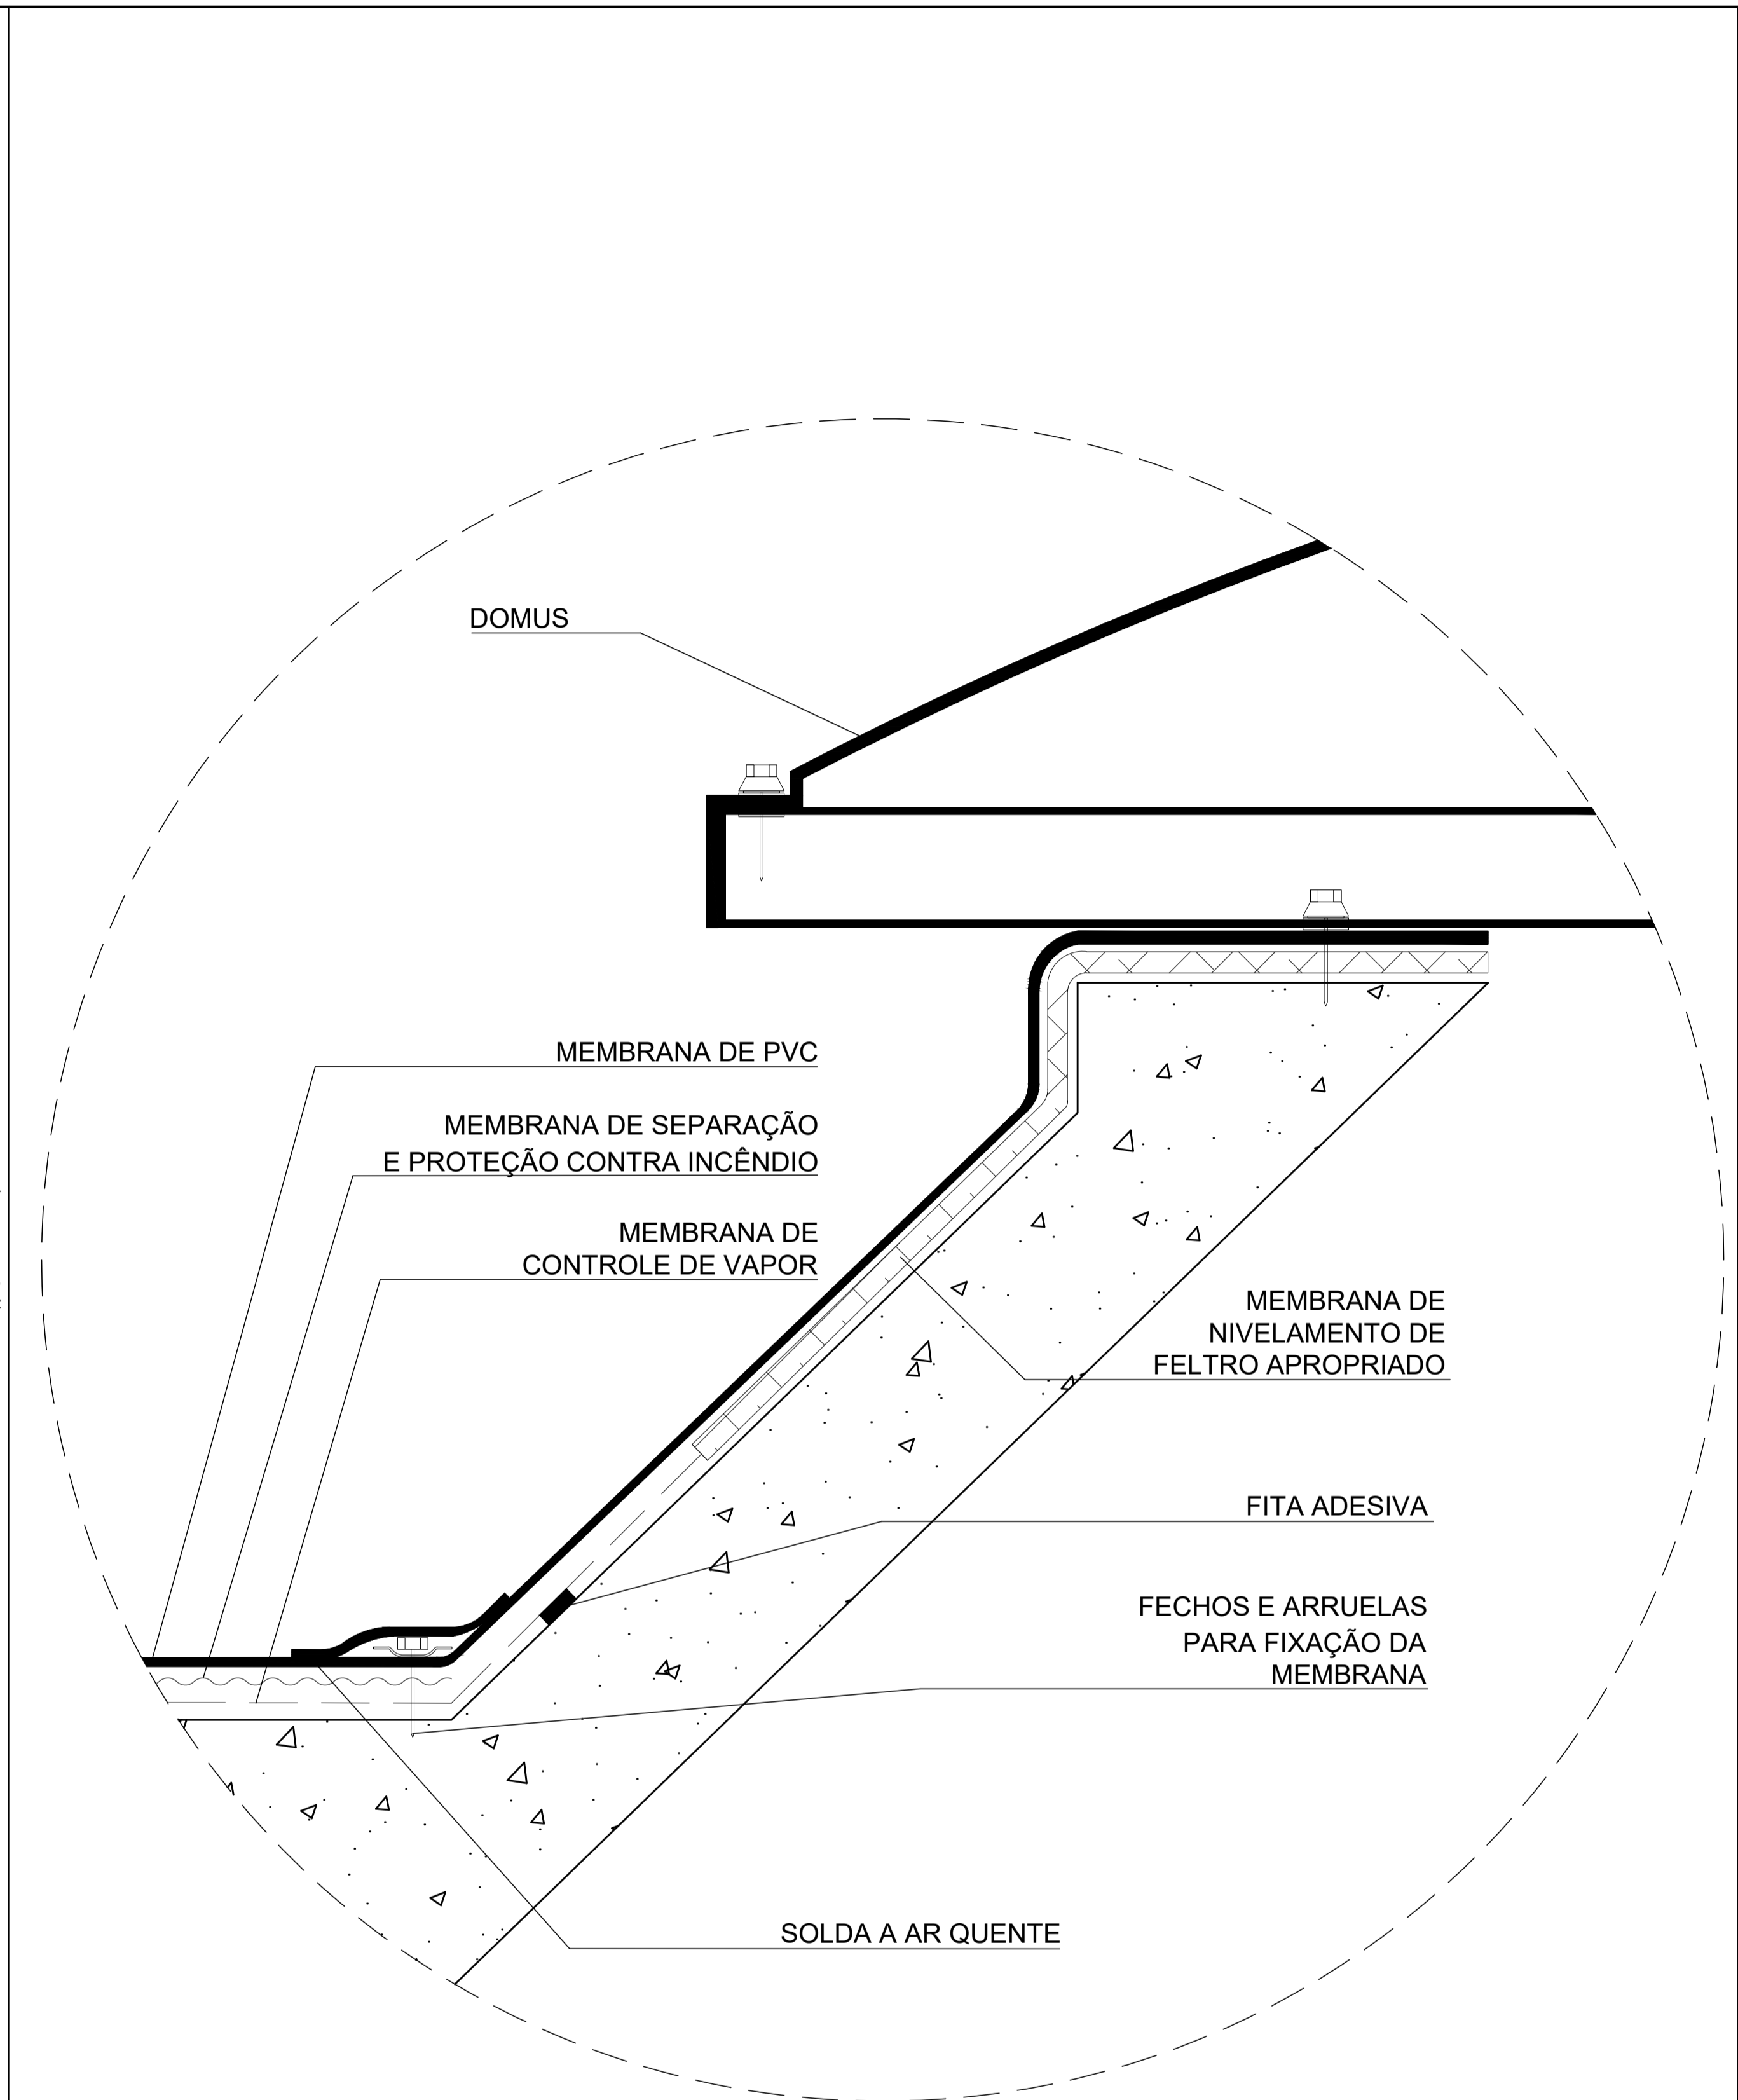 DOMUS
MEMBRANA DE PVC
MEMBRANA DE SEPARAÇÃO
E PROTEÇÃO CONTRA INCÊNDIO
MEMBRANA DE
CONTROLE DE VAPOR
MEMBRANA DE
NIVELAMENTO DE
FELTRO APROPRIADO
FITA ADESIVA
FECHOS E ARRUELAS
PARA FIXAÇÃO DA
MEMBRANA
SOLDA A AR QUENTE